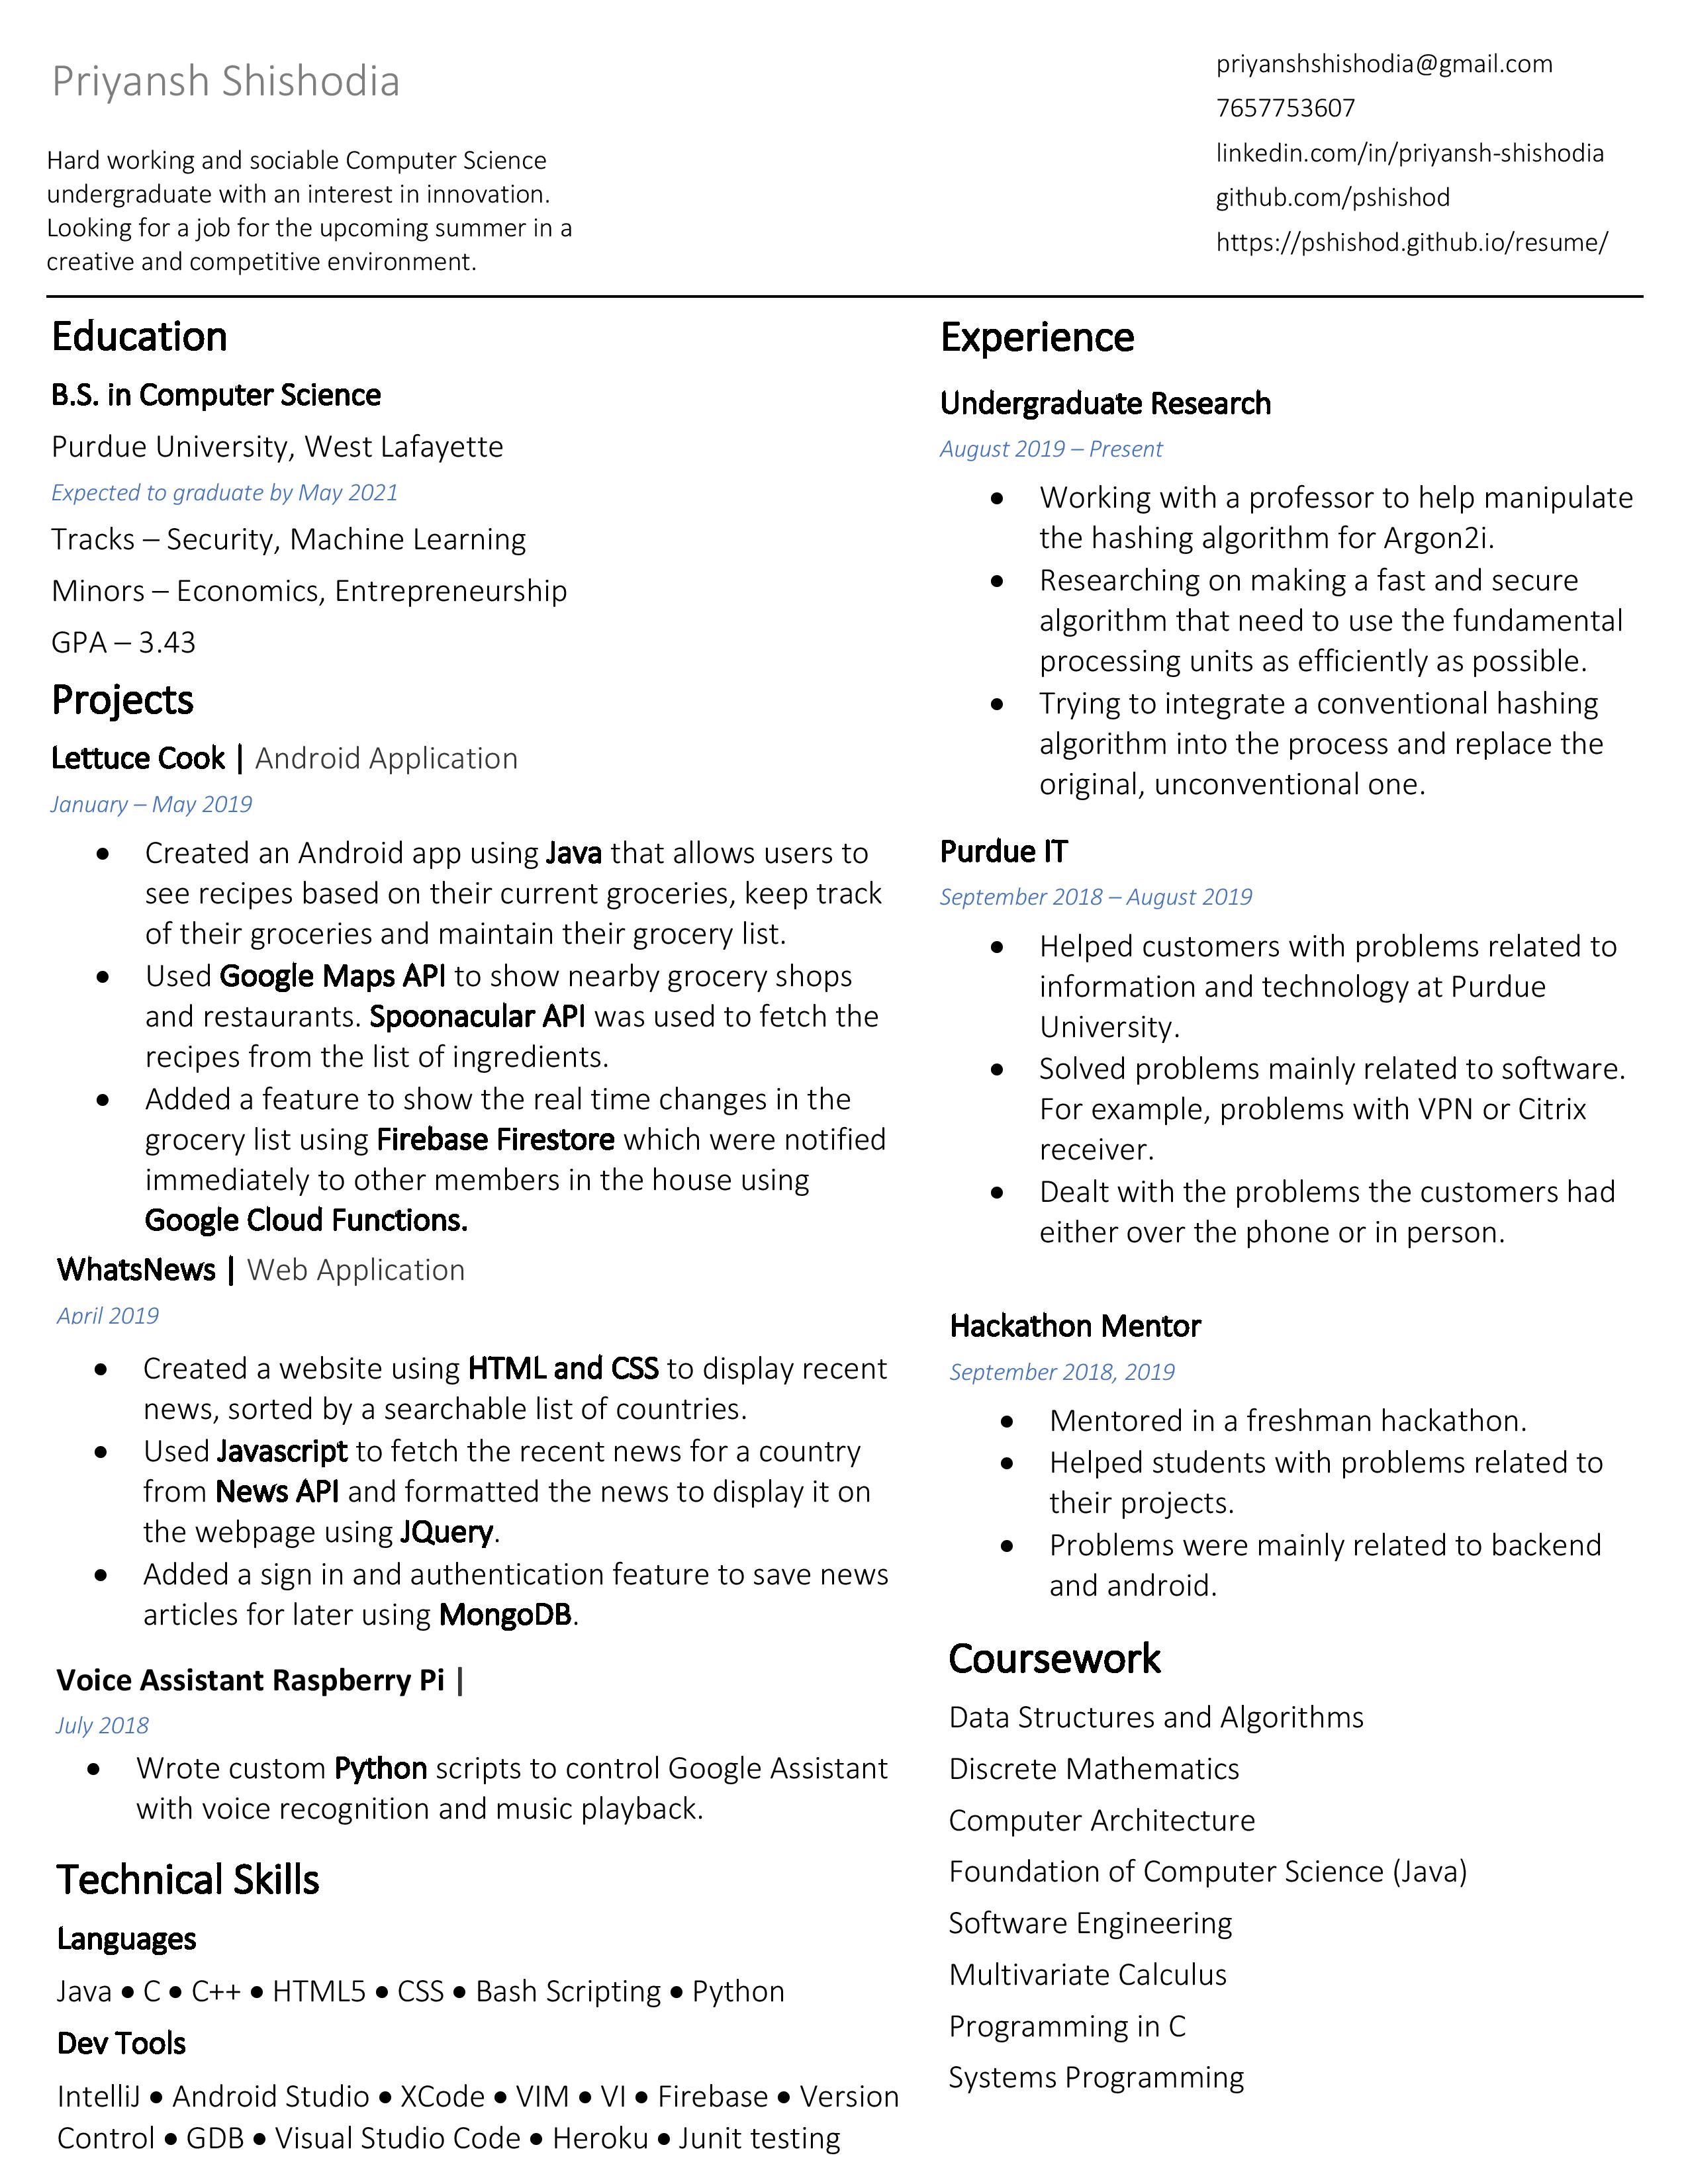 Priyansh Shishodia
Hard working and sociable Computer Science
undergraduate with an interest in innovation.
Looking for a job for the upcoming summer in a
creative and competitive environment.
priyanshshishodia@gmail.com
7657753607
linkedin.com/in/priyansh-shishodia
github.com/pshishod
https://pshishod.github.io/resume/
Education
B.S. in Computer Science
Purdue University, West Lafayette
Expected to graduate by May 2021
Tracks – Security, Machine Learning
Minors – Economics, Entrepreneurship
GPA – 3.43
Projects
Lettuce Cook | Android Application
January – May 2019
• Created an Android app using Java that allows users to
see recipes based on their current groceries, keep track
of their groceries and maintain their grocery list.
• Used Google Maps API to show nearby grocery shops
and restaurants. Spoonacular API was used to fetch the
recipes from the list of ingredients.
• Added a feature to show the real time changes in the
grocery list using Firebase Firestore which were notified
immediately to other members in the house using
Google Cloud Functions.
WhatsNews | Web Application
April 2019
• Created a website using HTML and CSS to display recent
news, sorted by a searchable list of countries.
• Used Javascript to fetch the recent news for a country
from News API and formatted the news to display it on
the webpage using JQuery.
• Added a sign in and authentication feature to save news
articles for later using MongoDB.
Voice Assistant Raspberry Pi |
July 2018
• Wrote custom Python scripts to control Google Assistant
with voice recognition and music playback.
Technical Skills
Languages
Java • C • C++ • HTML5 • CSS • Bash Scripting • Python
Dev Tools
IntelliJ • Android Studio • XCode • VIM • VI • Firebase • Version
Control • GDB • Visual Studio Code • Heroku • Junit testing
Experience
Undergraduate Research
August 2019 – Present
• Working with a professor to help manipulate
the hashing algorithm for Argon2i.
• Researching on making a fast and secure
algorithm that need to use the fundamental
processing units as efficiently as possible.
• Trying to integrate a conventional hashing
algorithm into the process and replace the
original, unconventional one.
Purdue IT
September 2018 – August 2019
• Helped customers with problems related to
information and technology at Purdue
University.
• Solved problems mainly related to software.
For example, problems with VPN or Citrix
receiver.
• Dealt with the problems the customers had
either over the phone or in person.
Hackathon Mentor
September 2018, 2019
• Mentored in a freshman hackathon.
• Helped students with problems related to
their projects.
• Problems were mainly related to backend
and android.
Coursework
Data Structures and Algorithms
Discrete Mathematics
Computer Architecture
Foundation of Computer Science (Java)
Software Engineering
Multivariate Calculus
Programming in C
Systems Programming